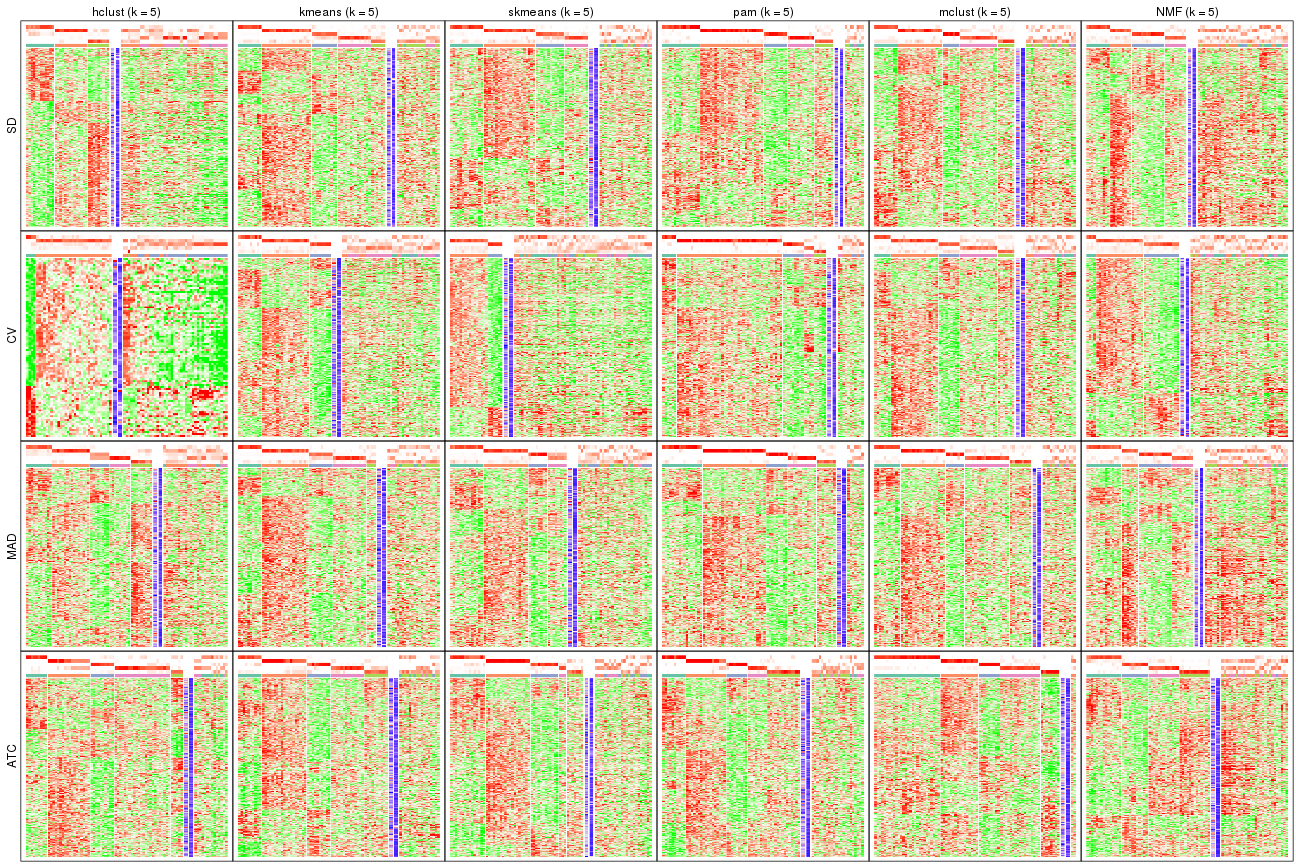 hclust (k = 5) kmeans (k = 5) skmeans (k = 5) pam (k = 5) mclust (k = 5) NMF (k = 5)
SD
CV
MAD
ATC